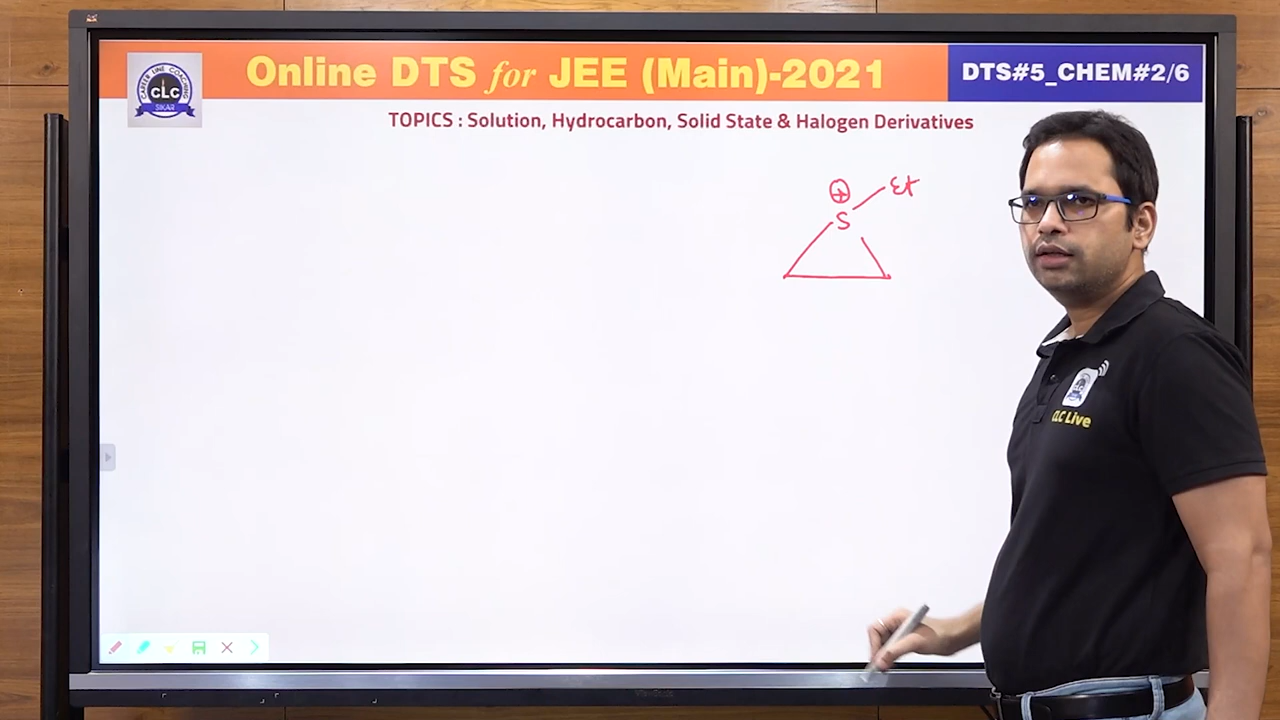 Online DTS for JEE (Main)-2021
DTS#5_CHEM#2/6
CAREER LINE COACHING
CLC
SIKAR
TOPICS : Solution, Hydrocarbon, Solid State & Halogen Derivatives
⊕
S
Et
CLC Live
ViewSonic